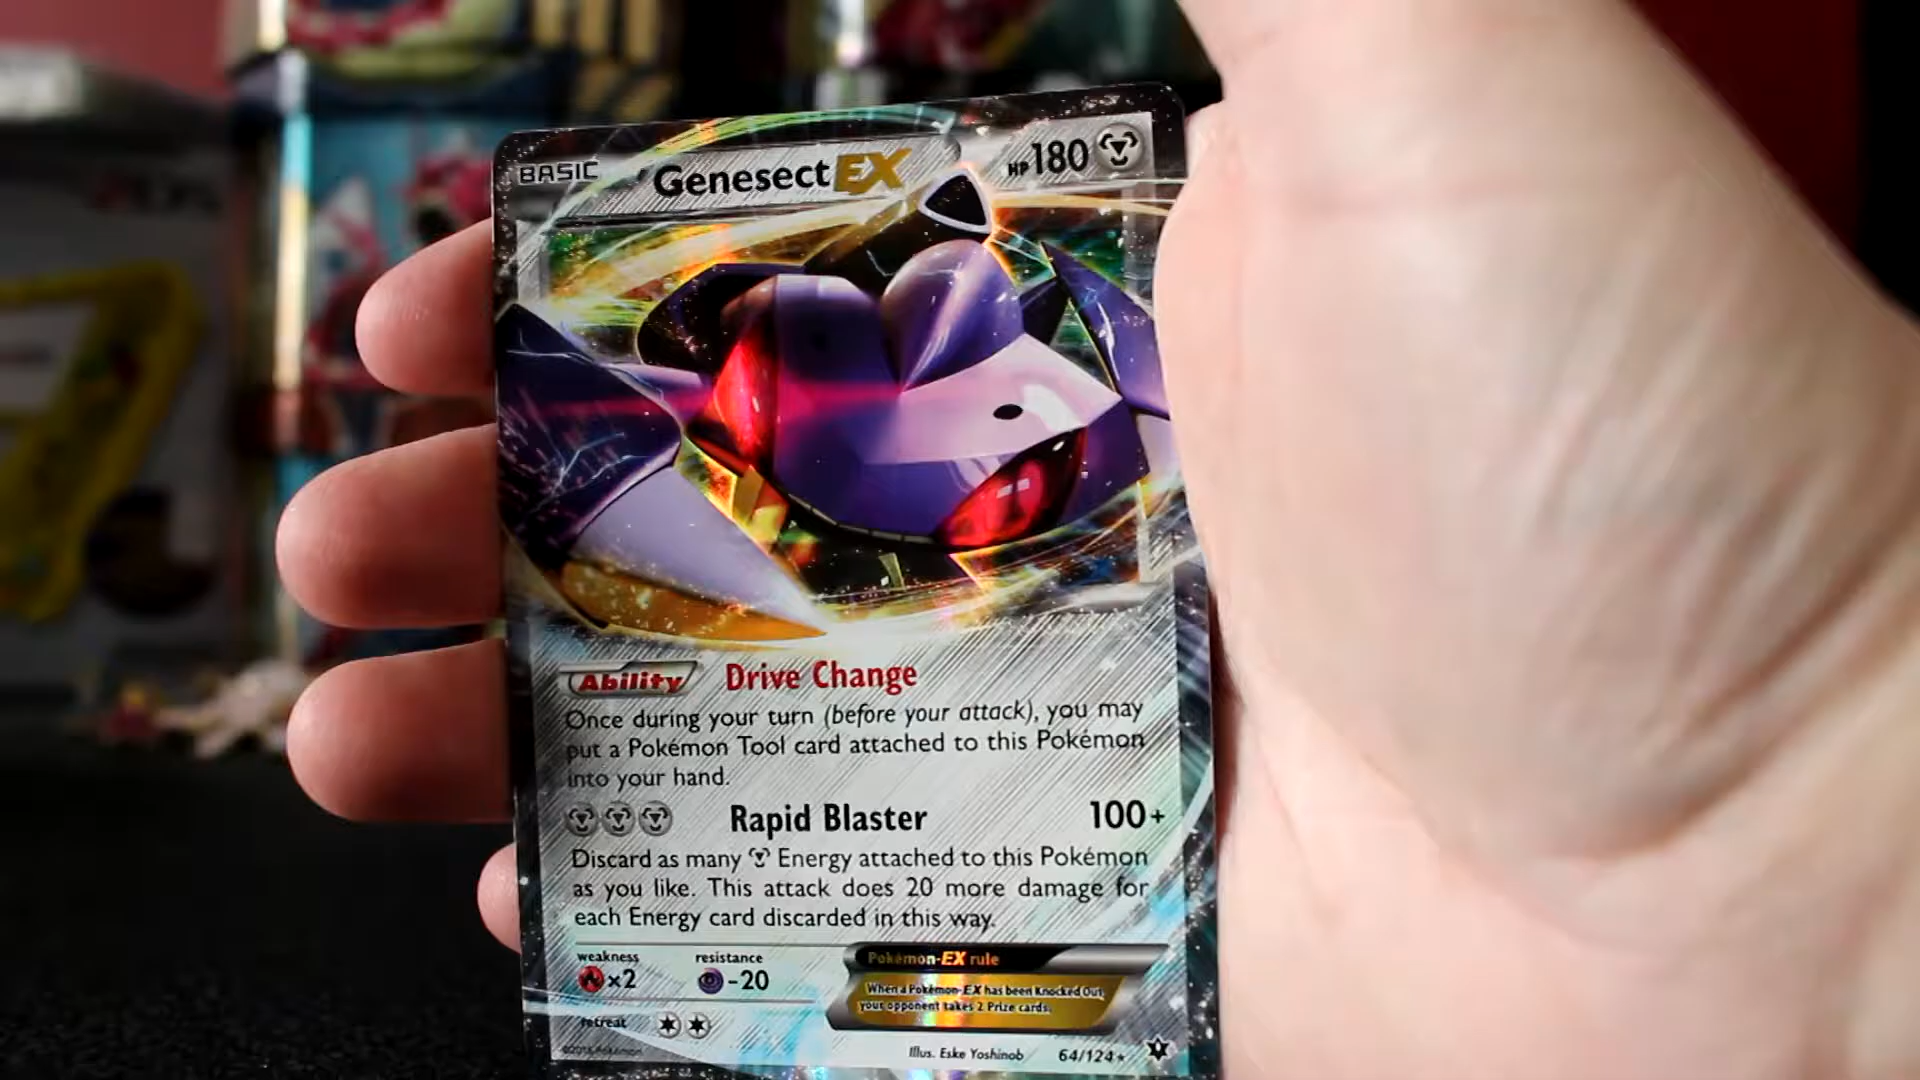 BASIC Genesect EX HP 180
Ability Drive Change
Once during your turn (before your attack), you may
put a Pokémon Tool card attached to this Pokémon
into your hand.
Rapid Blaster 100+
Discard as many Energy attached to this Pokémon
as you like. This attack does 20 more damage for
each Energy card discarded in this way.
weakness resistance
×2 -20
retreat
Pokémon-EX rule
When a Pokémon-EX has been Knocked Out,
your opponent takes 2 Prize cards.
Illus. Eske Yoshinob 64/124